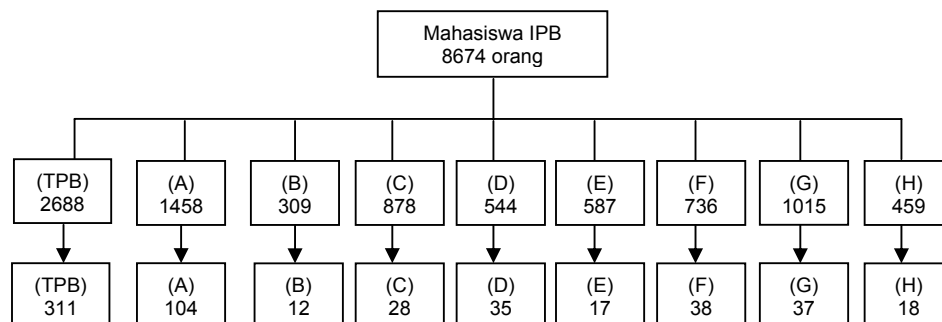 Mahasiswa IPB
8674 orang
(TPB)
2688
(A)
1458
(B)
309
(C)
878
(D)
544
(E)
587
(F)
736
(G)
1015
(H)
459
(TPB)
311
(A)
104
(B)
12
(C)
28
(D)
35
(E)
17
(F)
38
(G)
37
(H)
18